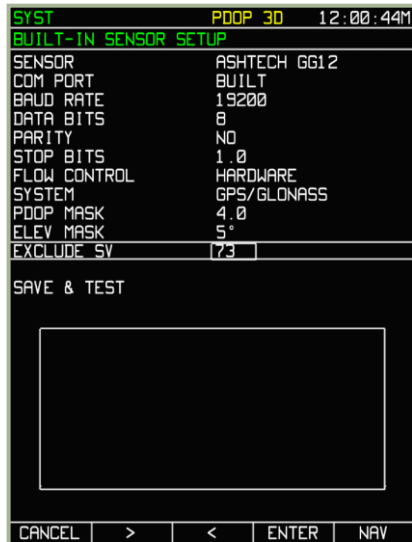 SYST PDOP 3D 12:00:44M
BUILT-IN SENSOR SETUP
SENSOR ASHTECH GG12
COM PORT BUILT
BAUD RATE 19200
DATA BITS 8
PARITY NO
STOP BITS 1.0
FLOW CONTROL HARDWARE
SYSTEM GPS/GLONASS
PDOP MASK 4.0
ELEV MASK 5°
EXCLUDE SV 73
SAVE & TEST
CANCEL > < ENTER NAV